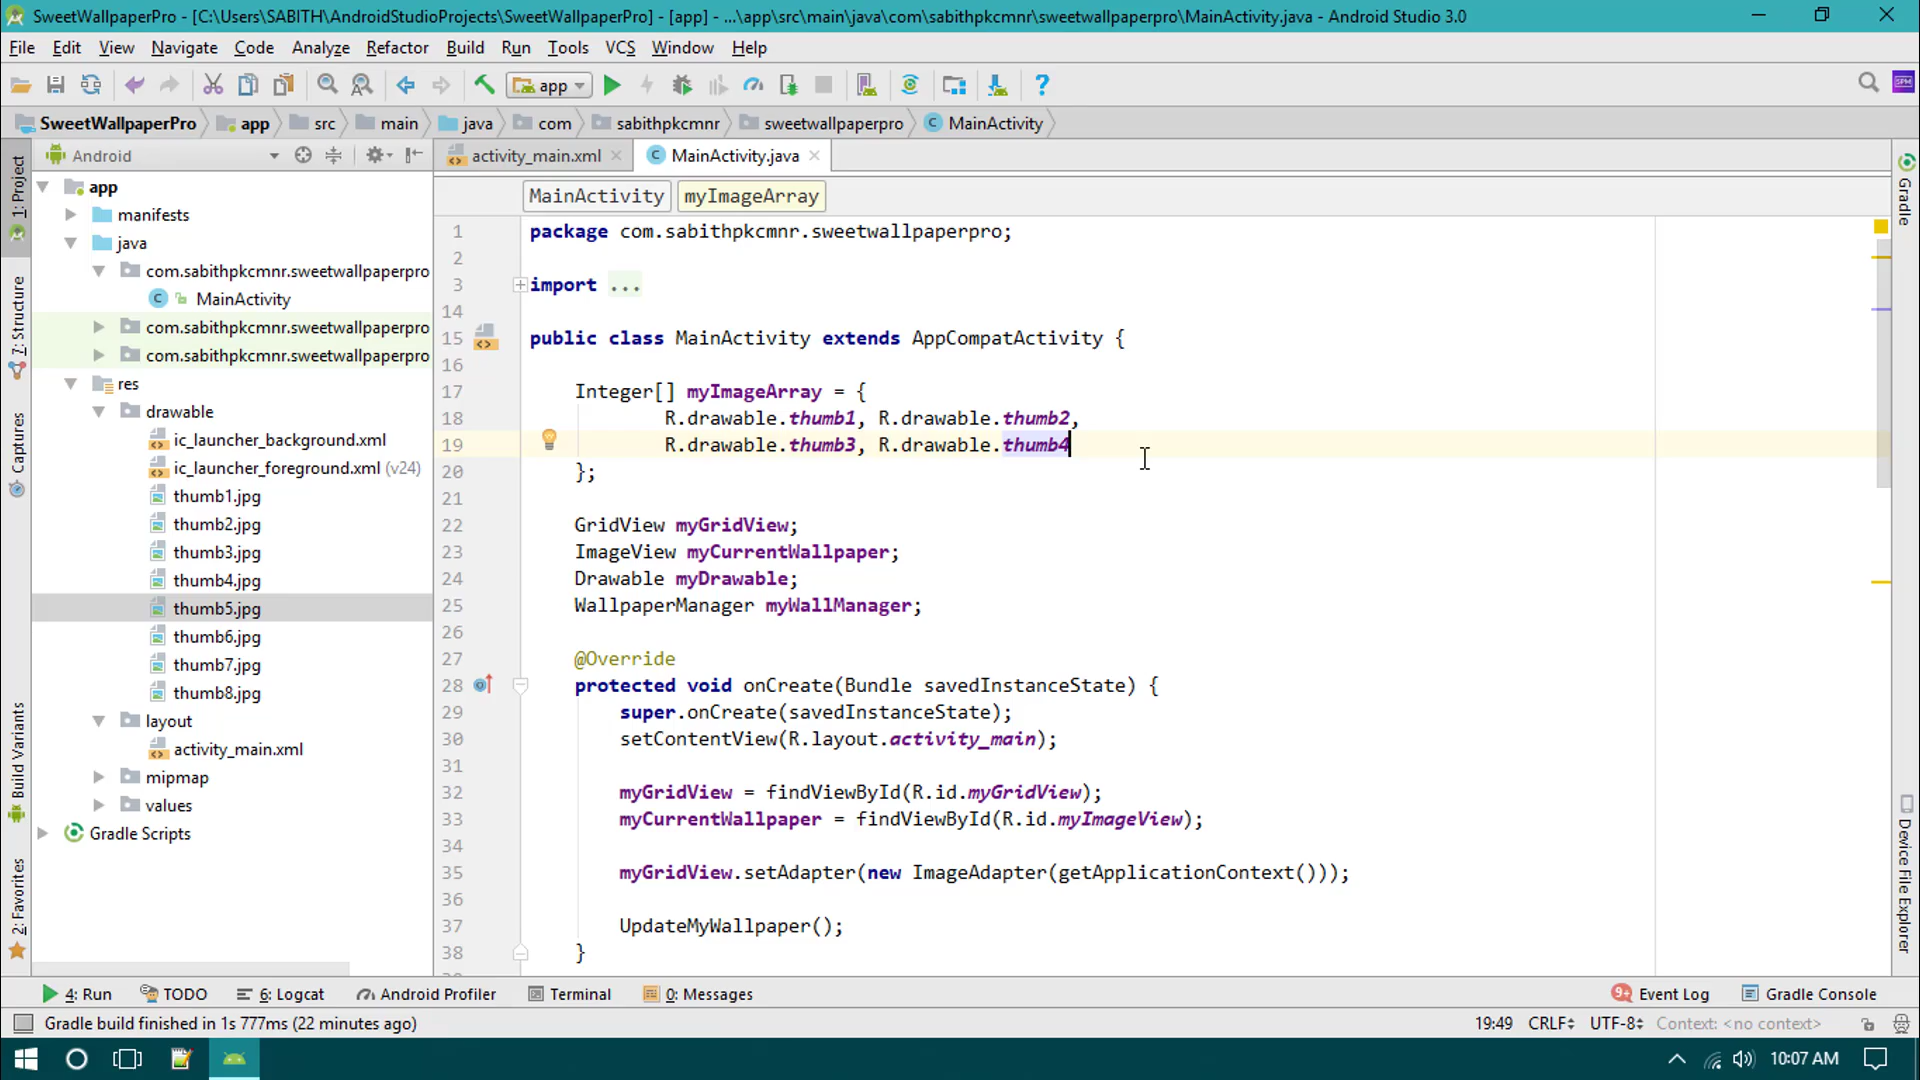 SweetWallpaperPro - [C:\Users\SABITH\AndroidStudioProjects\SweetWallpaperPro] - [app] - ...\app\src\main\java\com\sabithpkcmnr\sweetwallpaperpro\MainActivity.java - Android Studio 3.0
File Edit View Navigate Code Analyze Refactor Build Run Tools VCS Window Help
app
SweetWallpaperPro app src main java com sabithpkcmnr sweetwallpaperpro MainActivity
1: Project
7: Structure
Captures
Build Variants
2: Favorites
Android
app
manifests
java
com.sabithpkcmnr.sweetwallpaperpro
MainActivity
com.sabithpkcmnr.sweetwallpaperpro
com.sabithpkcmnr.sweetwallpaperpro
res
drawable
ic_launcher_background.xml
ic_launcher_foreground.xml (v24)
thumb1.jpg
thumb2.jpg
thumb3.jpg
thumb4.jpg
thumb5.jpg
thumb6.jpg
thumb7.jpg
thumb8.jpg
layout
activity_main.xml
mipmap
values
Gradle Scripts
activity_main.xml MainActivity.java
MainActivity myImageArray
1 package com.sabithpkcmnr.sweetwallpaperpro;
2
3 import ...
14
15 public class MainActivity extends AppCompatActivity {
16
17 Integer[] myImageArray = {
18 R.drawable.thumb1, R.drawable.thumb2,
19 R.drawable.thumb3, R.drawable.thumb4
20 };
21
22 GridView myGridView;
23 ImageView myCurrentWallpaper;
24 Drawable myDrawable;
25 WallpaperManager myWallManager;
26
27 @Override
28 protected void onCreate(Bundle savedInstanceState) {
29 super.onCreate(savedInstanceState);
30 setContentView(R.layout.activity_main);
31
32 myGridView = findViewById(R.id.myGridView);
33 myCurrentWallpaper = findViewById(R.id.myImageView);
34
35 myGridView.setAdapter(new ImageAdapter(getApplicationContext()));
36
37 UpdateMyWallpaper();
38 }
Gradle
Device File Explorer
4: Run TODO 6: Logcat Android Profiler Terminal 0: Messages 9+ Event Log Gradle Console
Gradle build finished in 1s 777ms (22 minutes ago) 19:49 CRLF UTF-8 Context: <no context>
10:07 AM